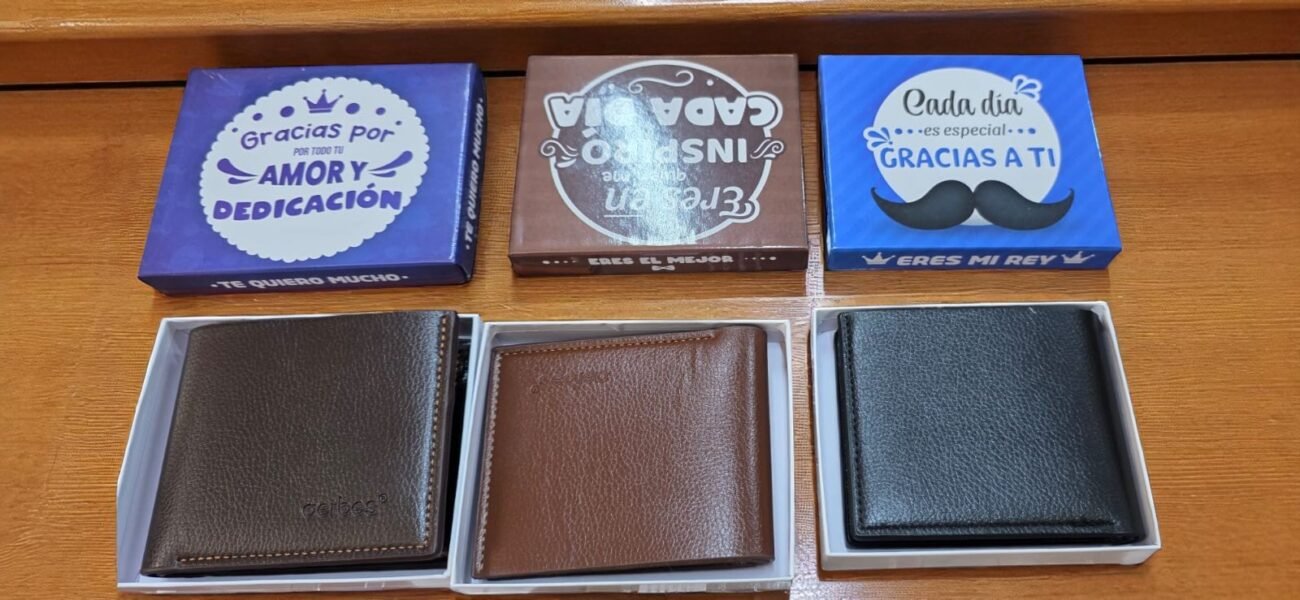 Gracias por
POR TODO TU
AMOR Y
DEDICACIÓN
·TE QUIERO MUCHO·
·TE QUIERO MUCHO·
Eres en
quien me
INSPIRO
CADA DÍA
ERES EL MEJOR
Cada día
·es especial·
GRACIAS A TI
ERES MI REY